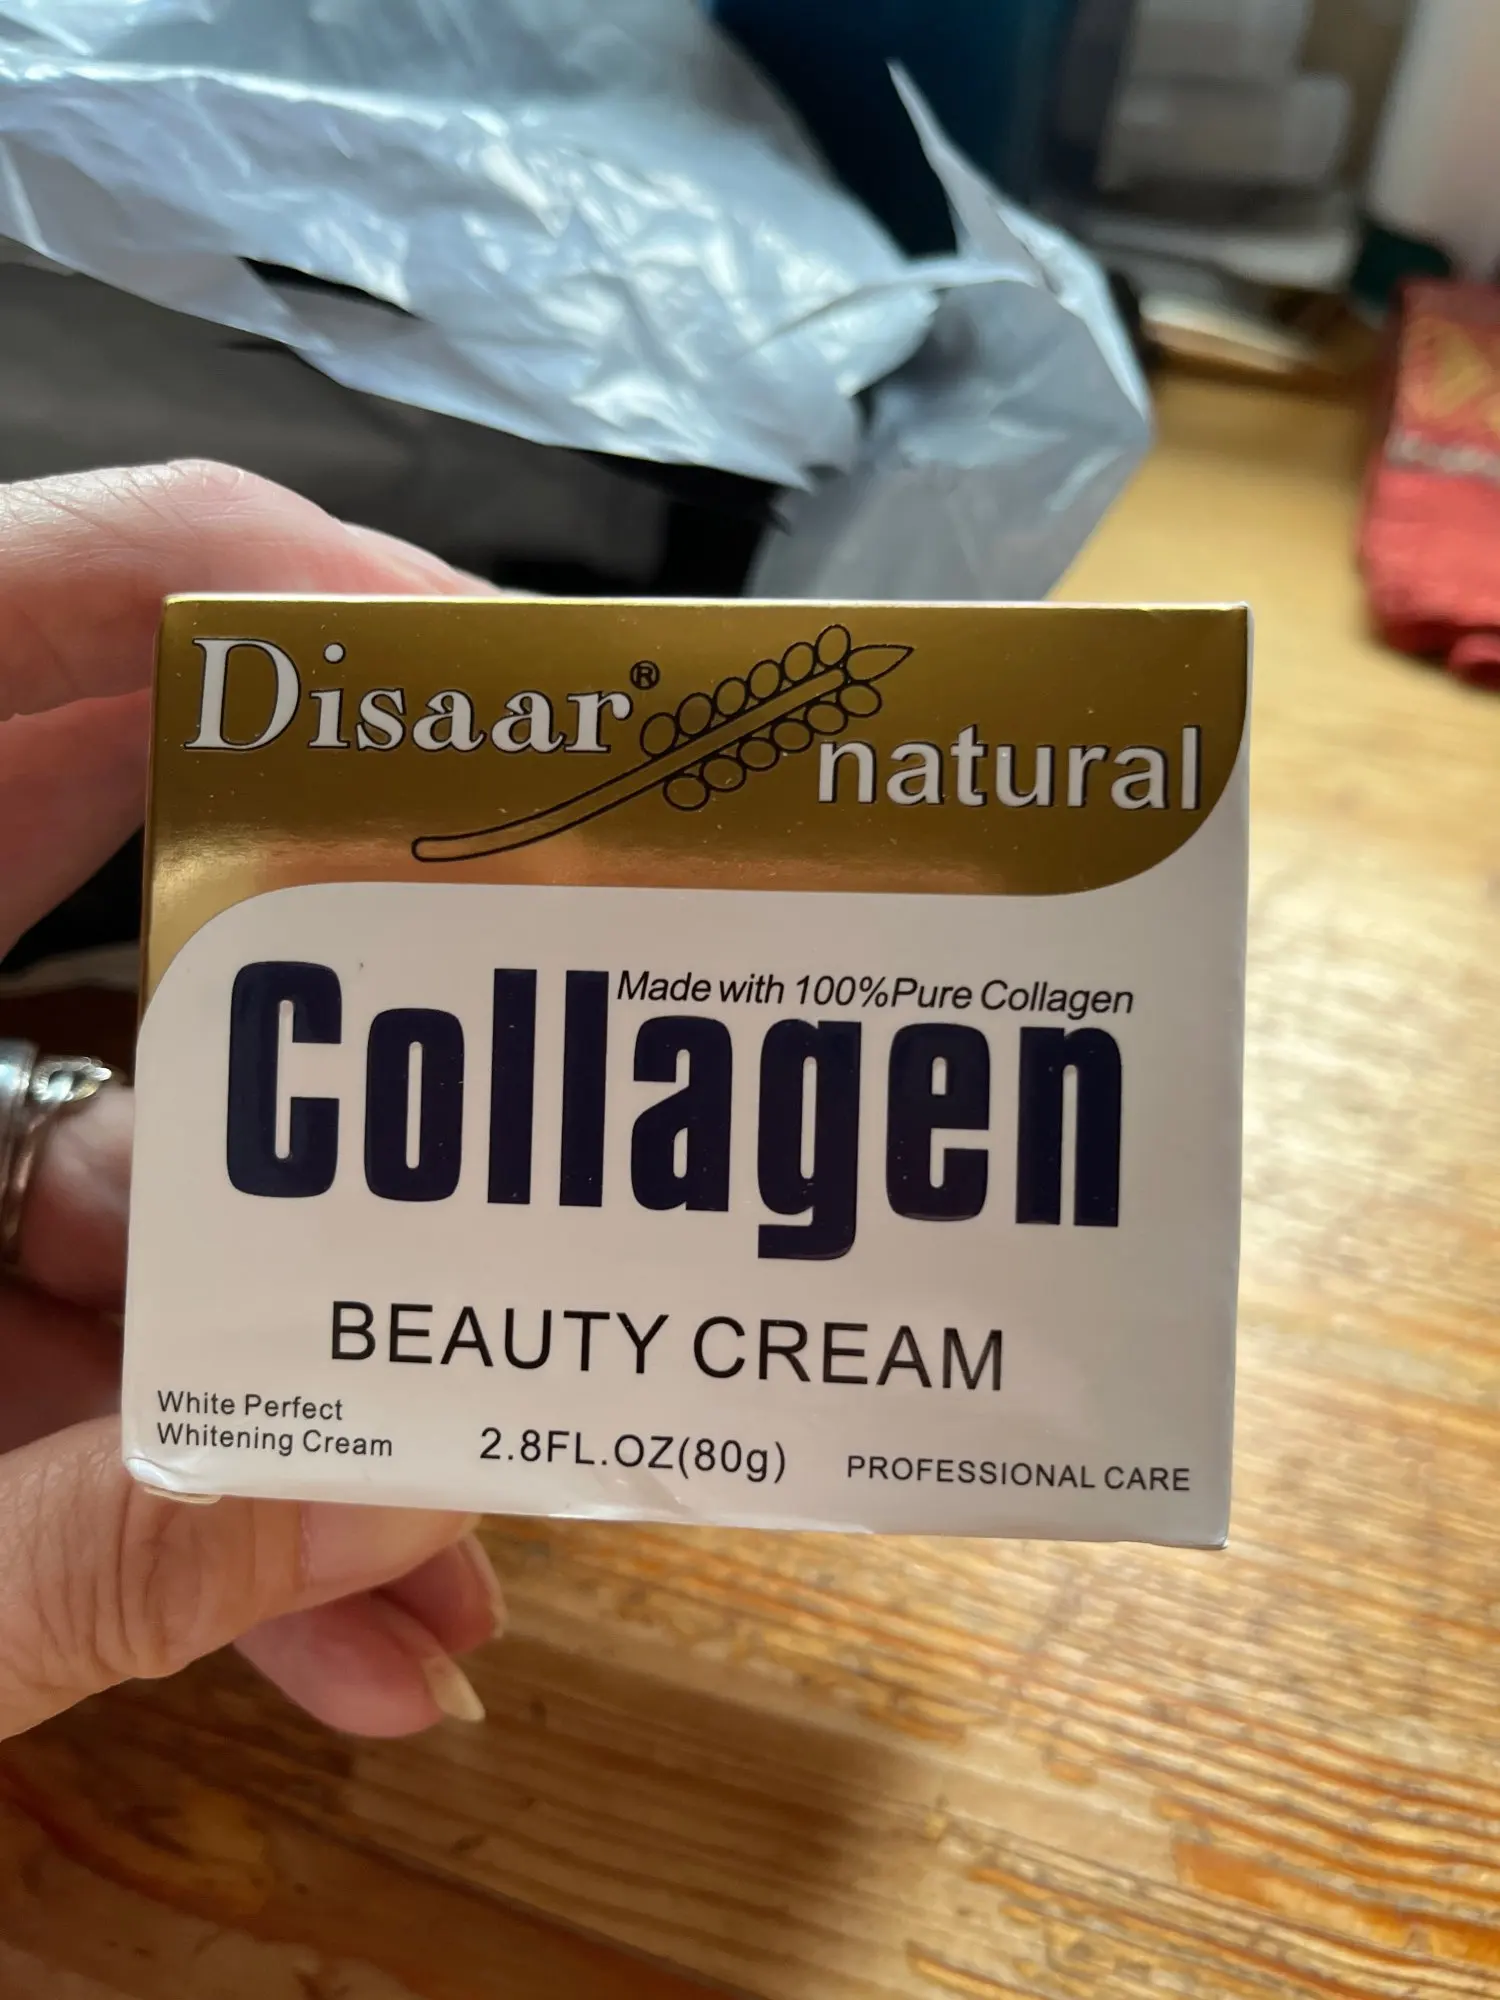 Disaar® natural
Made with 100%Pure Collagen
Collagen
BEAUTY CREAM
White Perfect
Whitening Cream
2.8FL.OZ(80g)
PROFESSIONAL CARE